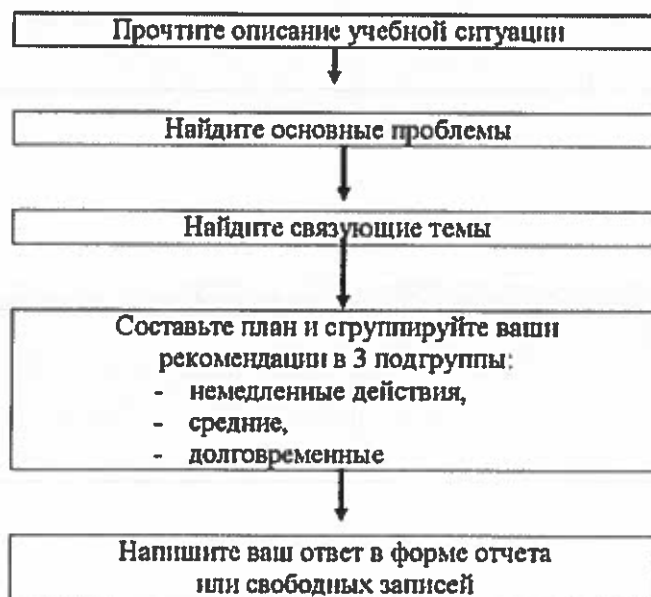 Прочтите описание учебной ситуации
Найдите основные проблемы
Найдите связующие темы
Составьте план и сгруппируйте ваши
рекомендации в 3 подгруппы:
- немедленные действия,
- средние,
- долговременные
Напишите ваш ответ в форме отчета
или свободных записей